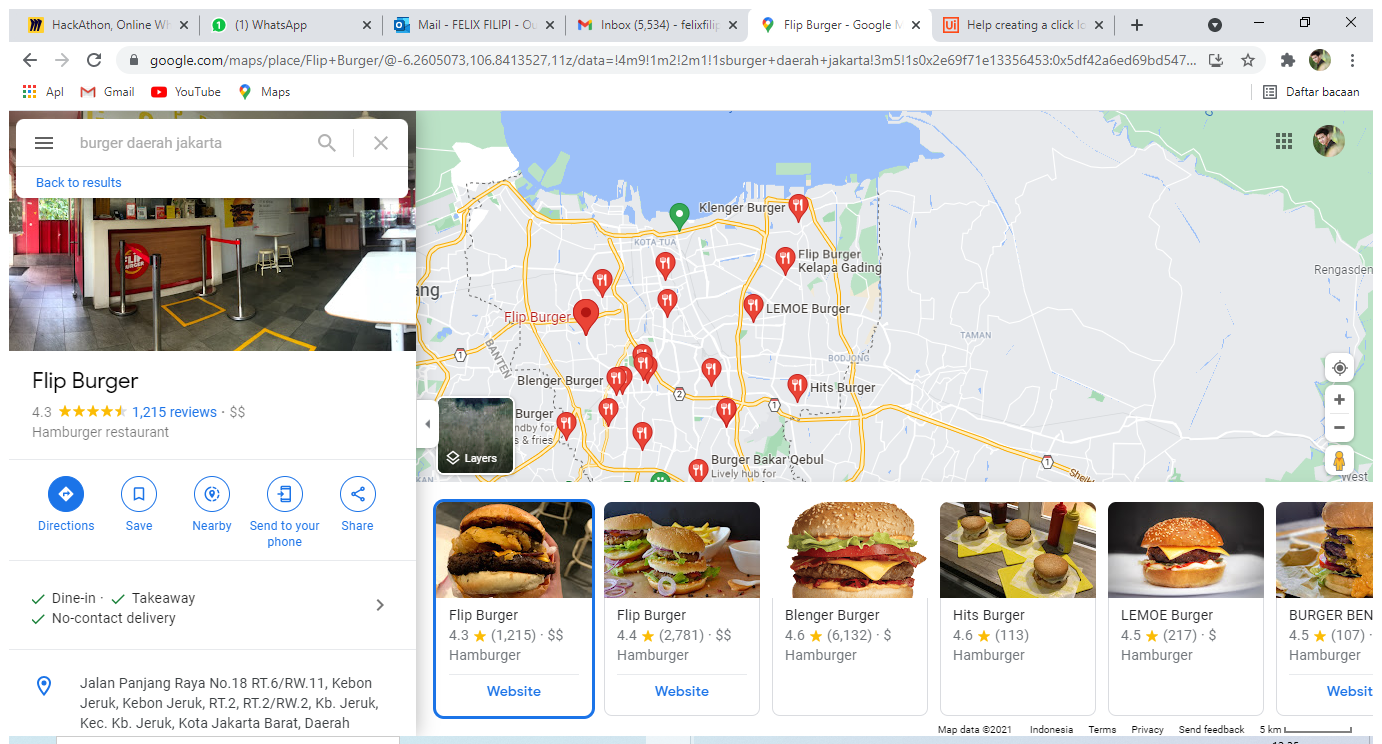 HackAthon, Online Wh
(1) WhatsApp
Mail - FELIX FILIPI - Ou
Inbox (5,534) - felixfilip
Flip Burger - Google M
Help creating a click lo
google.com/maps/place/Flip+Burger/@-6.2605073,106.8413527,11z/data=!4m9!1m2!2m1!1sburger+daerah+jakarta!3m5!1s0x2e69f71e13356453:0x5df42a6ed69bd547...
Apl
Gmail
YouTube
Maps
Daftar bacaan
burger daerah jakarta
Back to results
FLIP BURGER
Flip Burger
4.3 1,215 reviews · $$
Hamburger restaurant
Directions
Save
Nearby
Send to your phone
Share
Dine-in · Takeaway
No-contact delivery
Jalan Panjang Raya No.18 RT.6/RW.11, Kebon
Jeruk, Kebon Jeruk, RT.2, RT.2/RW.2, Kb. Jeruk,
Kec. Kb. Jeruk, Kota Jakarta Barat, Daerah
Klenger Burger
KOTA TUA
Flip Burger
Kelapa Gading
Rengasden
ang
LEMOE Burger
Flip Burger
TAMAN
BANTEN
1
BODJONG
Blenger Burger
Hits Burger
2
1
Burger
ndby for
s & fries
Layers
Burger Bakar Qebul
Lively hub for
1
Sheik
West
KAN
Flip Burger
4.3 (1,215) · $$
Hamburger
Website
Flip Burger
4.4 (2,781) · $$
Hamburger
Website
Blenger Burger
4.6 (6,132) · $
Hamburger
Hits Burger
4.6 (113)
Hamburger
LEMOE Burger
4.5 (217) · $
Hamburger
BURGER BEN
4.5 (107) ·
Hamburger
Websit
Map data ©2021
Indonesia
Terms
Privacy
Send feedback
5 km